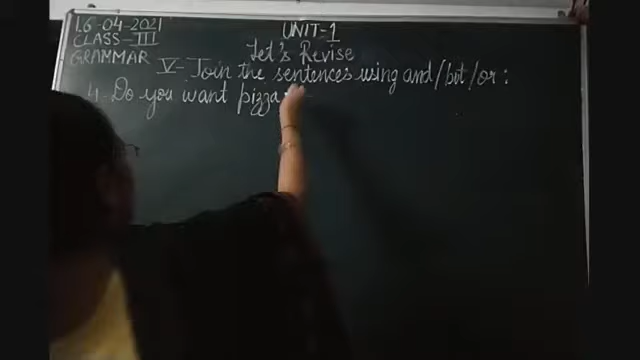 16-04-2021 UNIT-1
CLASS-III Let's Revise
GRAMMAR V- Join the sentences using and/but/or:
4- Do you want pizza